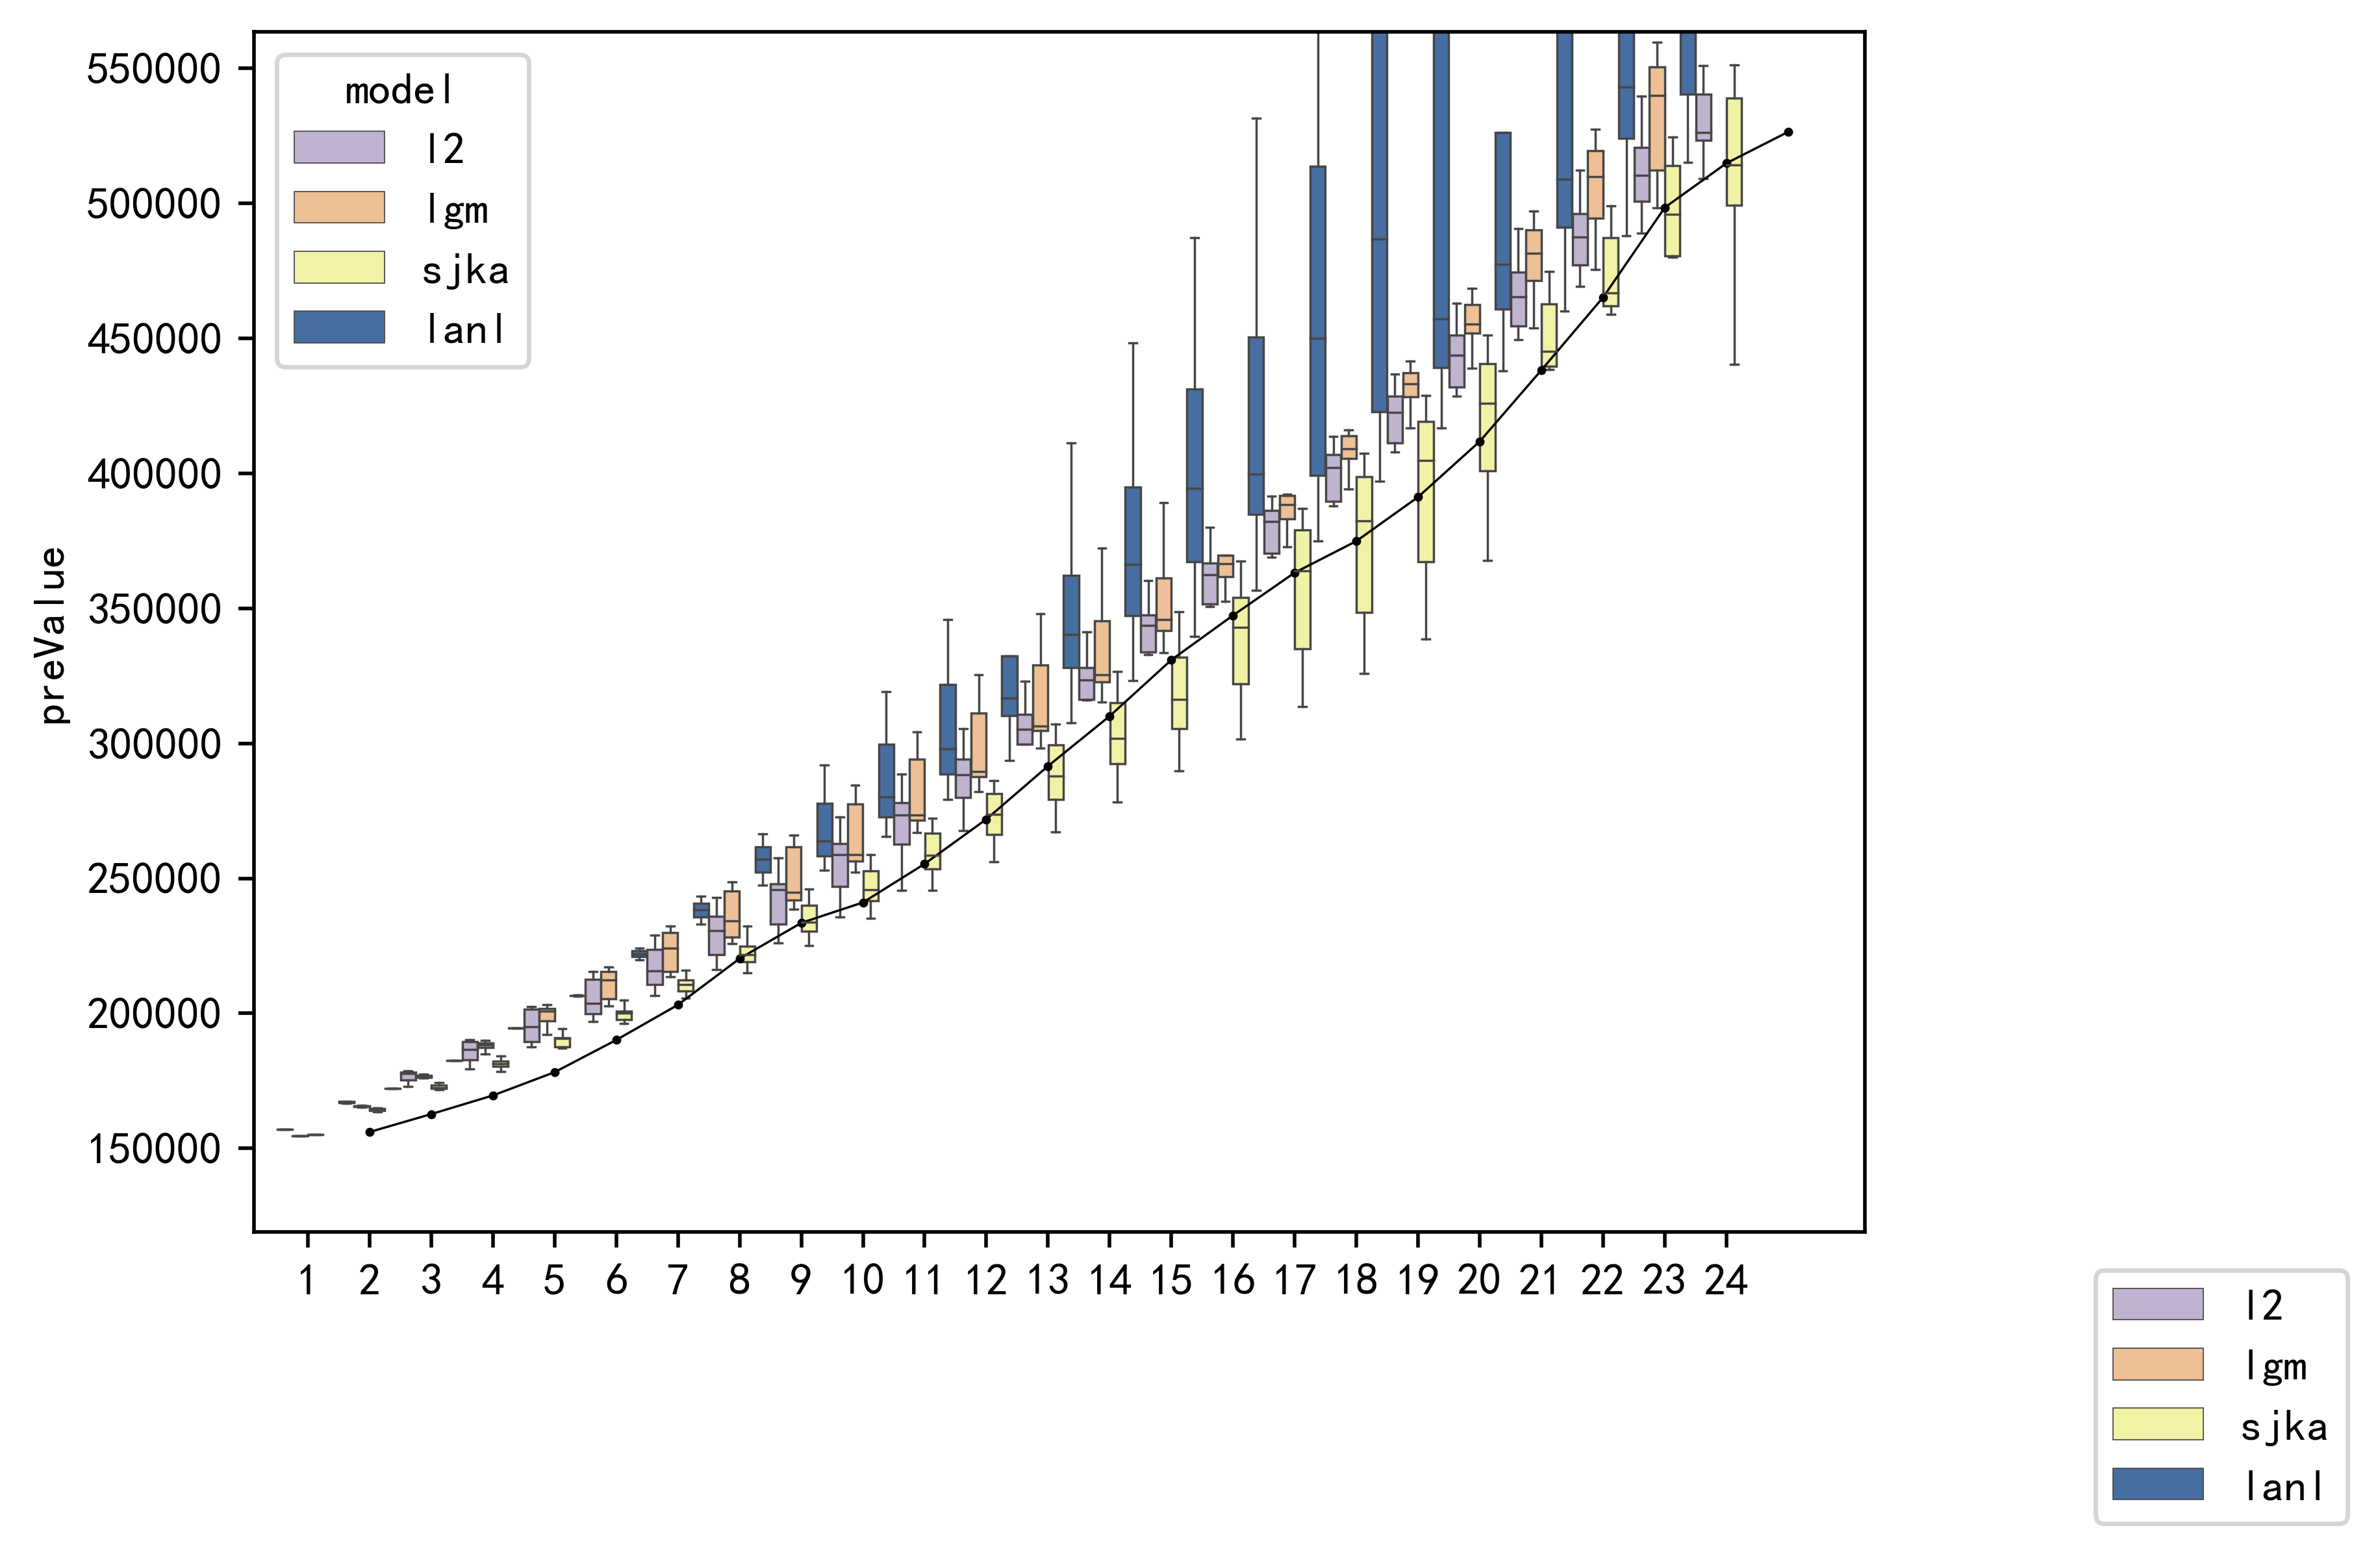 550000
500000
450000
400000
350000
300000
250000
200000
150000
preValue
model
l2
lgm
sjka
lanl
1 2 3 4 5 6 7 8 9 10 11 12 13 14 15 16 17 18 19 20 21 22 23 24
l2
lgm
sjka
lanl